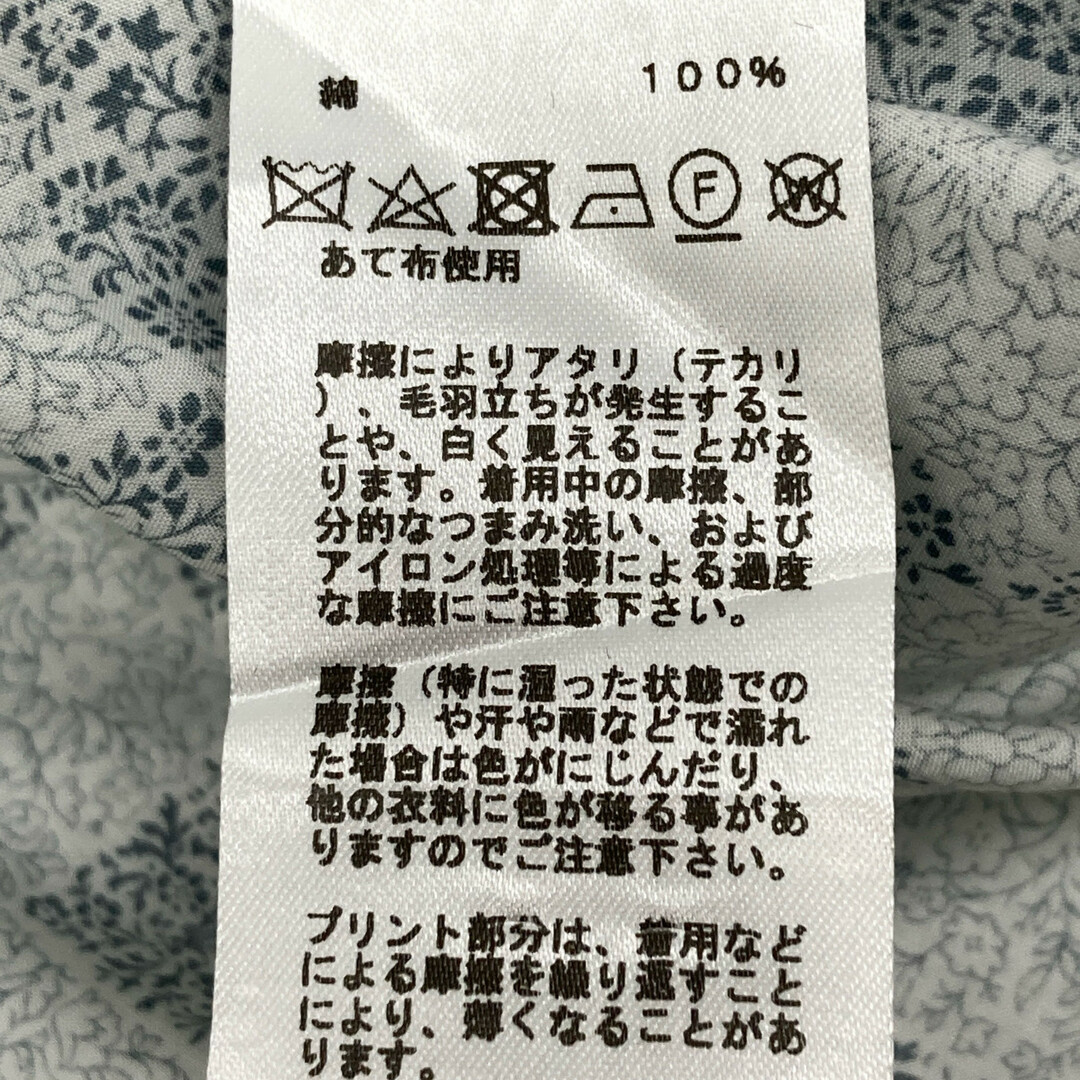 綿 100%
F W
あて布使用
摩擦によりアタリ(テカリ
)、毛羽立ちが発生するこ
とや、白く見えることがあ
ります。着用中の摩擦、部
分的なつまみ洗い、および
アイロン処理等による過度
な摩擦にご注意下さい。
摩擦(特に湿った状態での
摩擦)や汗や雨などで濡れ
た場合は色がにじんだり、
他の衣料に色が移る事があ
りますのでご注意下さい。
プリント部分は、着用など
による摩擦を繰り返すこと
により、薄くなることがあ
ります。